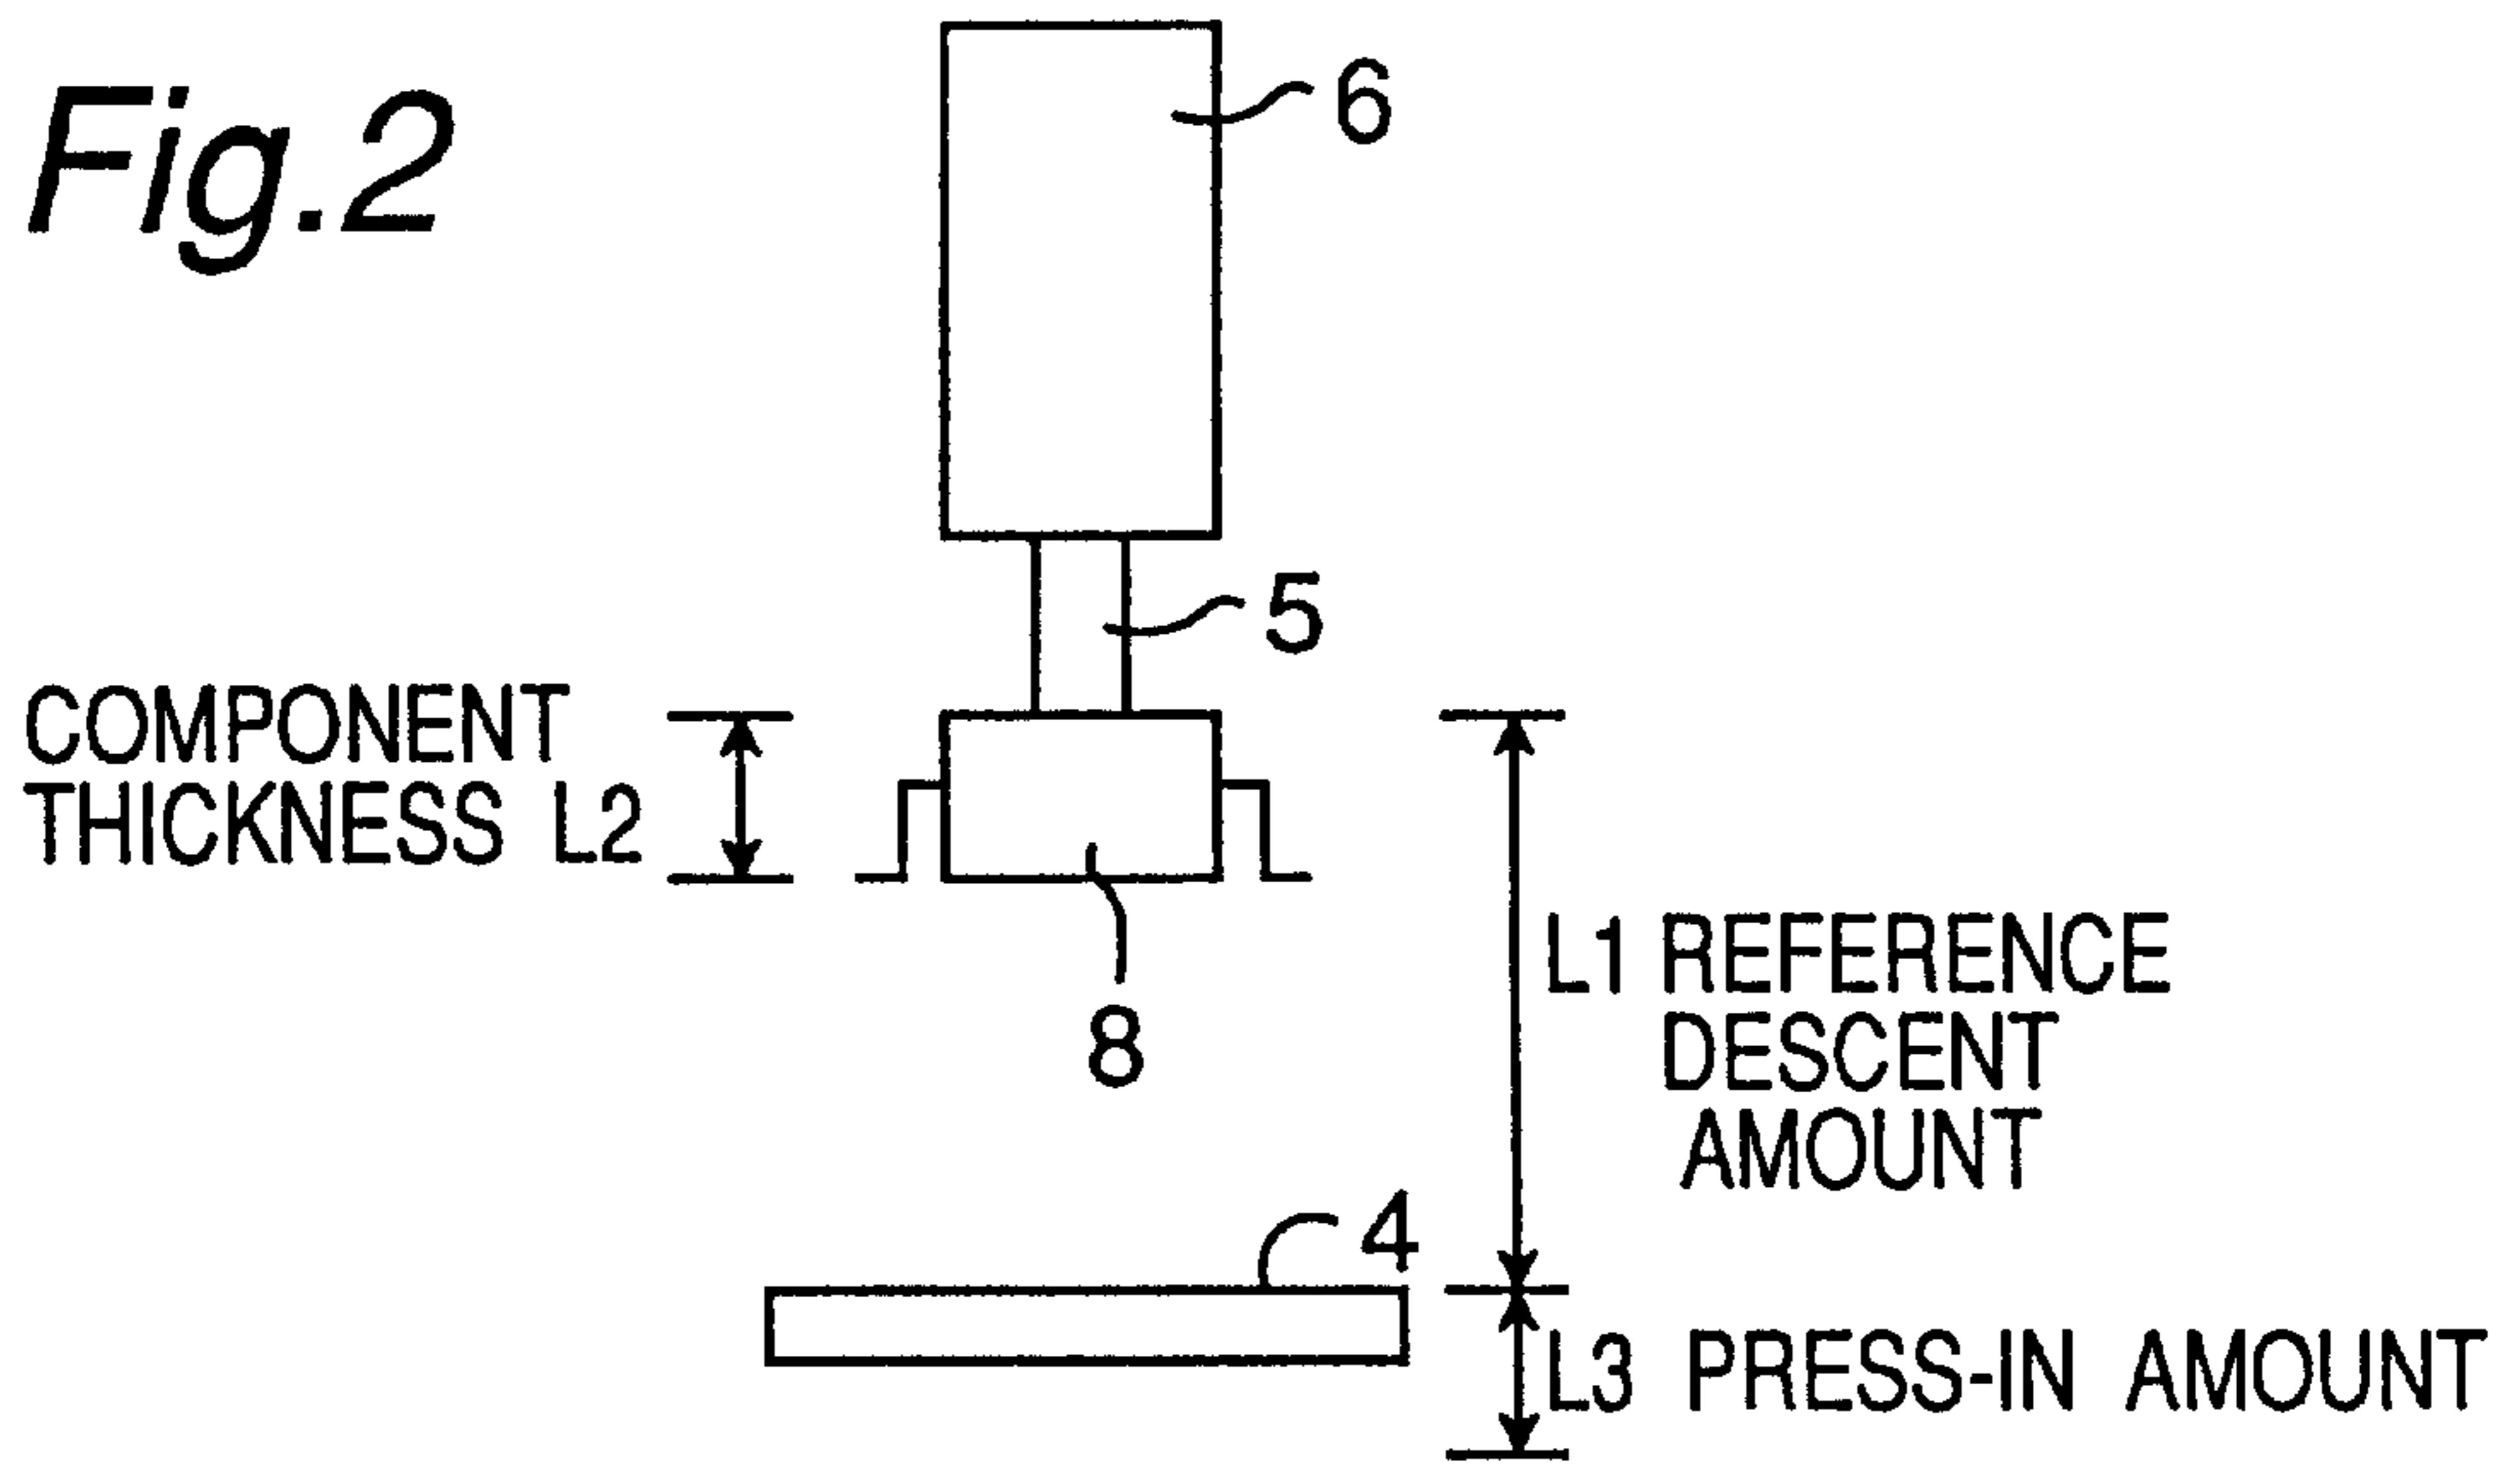 Fig.2
6
5
COMPONENT
THICKNESS L2
8
L1 REFERENCE
DESCENT
AMOUNT
4
L3 PRESS-IN AMOUNT